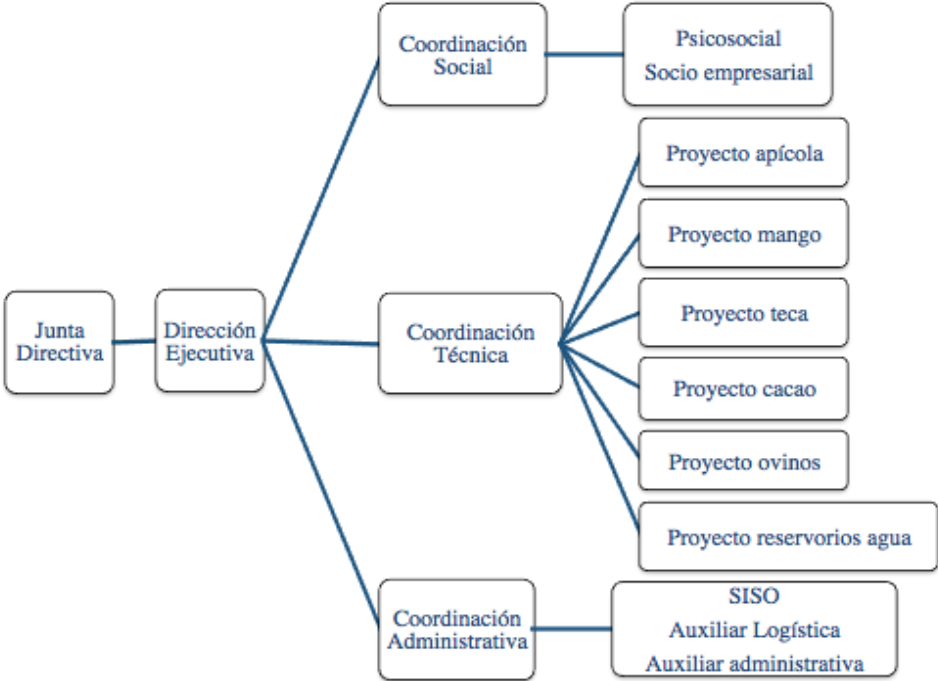 Junta
Directiva
Dirección
Ejecutiva
Coordinación
Social
Psicosocial
Socio empresarial
Coordinación
Técnica
Proyecto apícola
Proyecto mango
Proyecto teca
Proyecto cacao
Proyecto ovinos
Proyecto reservorios agua
Coordinación
Administrativa
SISO
Auxiliar Logística
Auxiliar administrativa